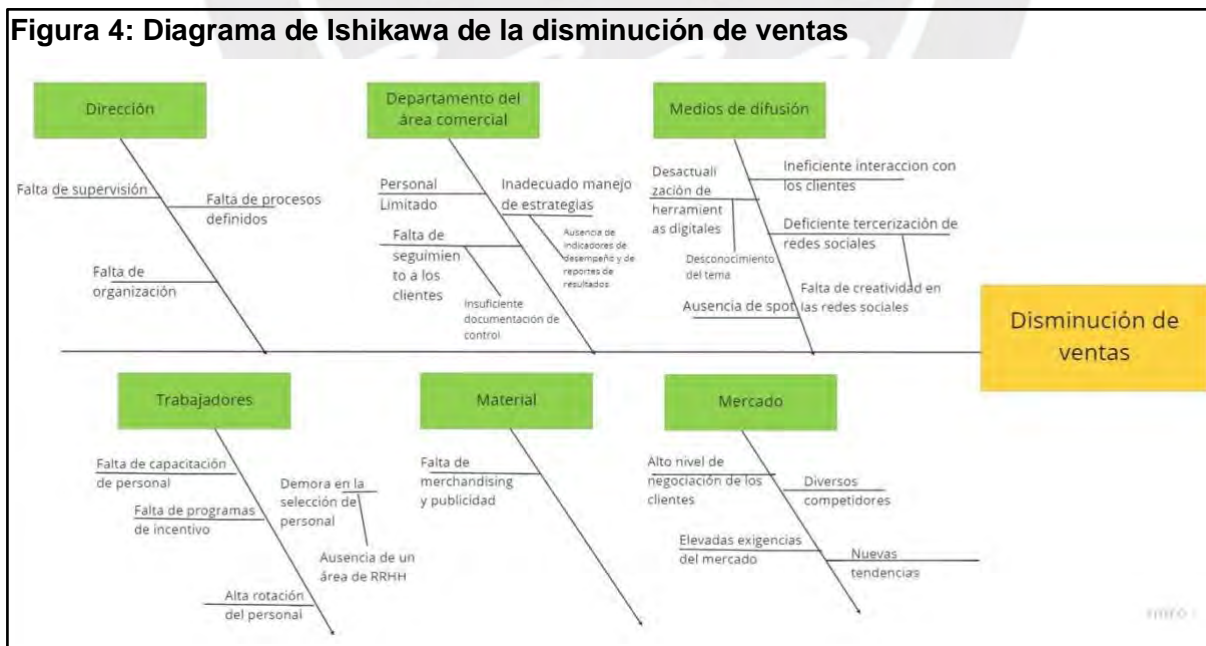 Figura 4: Diagrama de Ishikawa de la disminución de ventas
Dirección
Falta de supervisión
Falta de procesos
definidos
Falta de
organización
Departamento del
área comercial
Personal
Limitado
Inadecuado manejo
de estrategias
Ausencia de
indicadores de
desempeño y de
reportes de
resultados
Falta de
seguimien
to a los
clientes
Insuficiente
documentación de
control
Medios de difusión
Desactuali
zación de
herramient
as digitales
Desconocimiento
del tema
Ineficiente interaccion con
los clientes
Deficiente tercerización de
redes sociales
Falta de creatividad en
las redes sociales
Ausencia de spot
Disminución de
ventas
Trabajadores
Falta de capacitación
de personal
Falta de programas
de incentivo
Demora en la
selección de
personal
Ausencia de un
área de RRHH
Alta rotación
del personal
Material
Falta de
merchandising
y publicidad
Mercado
Alto nivel de
negociación de los
clientes
Diversos
competidores
Elevadas exigencias
del mercado
Nuevas
tendencias
miro